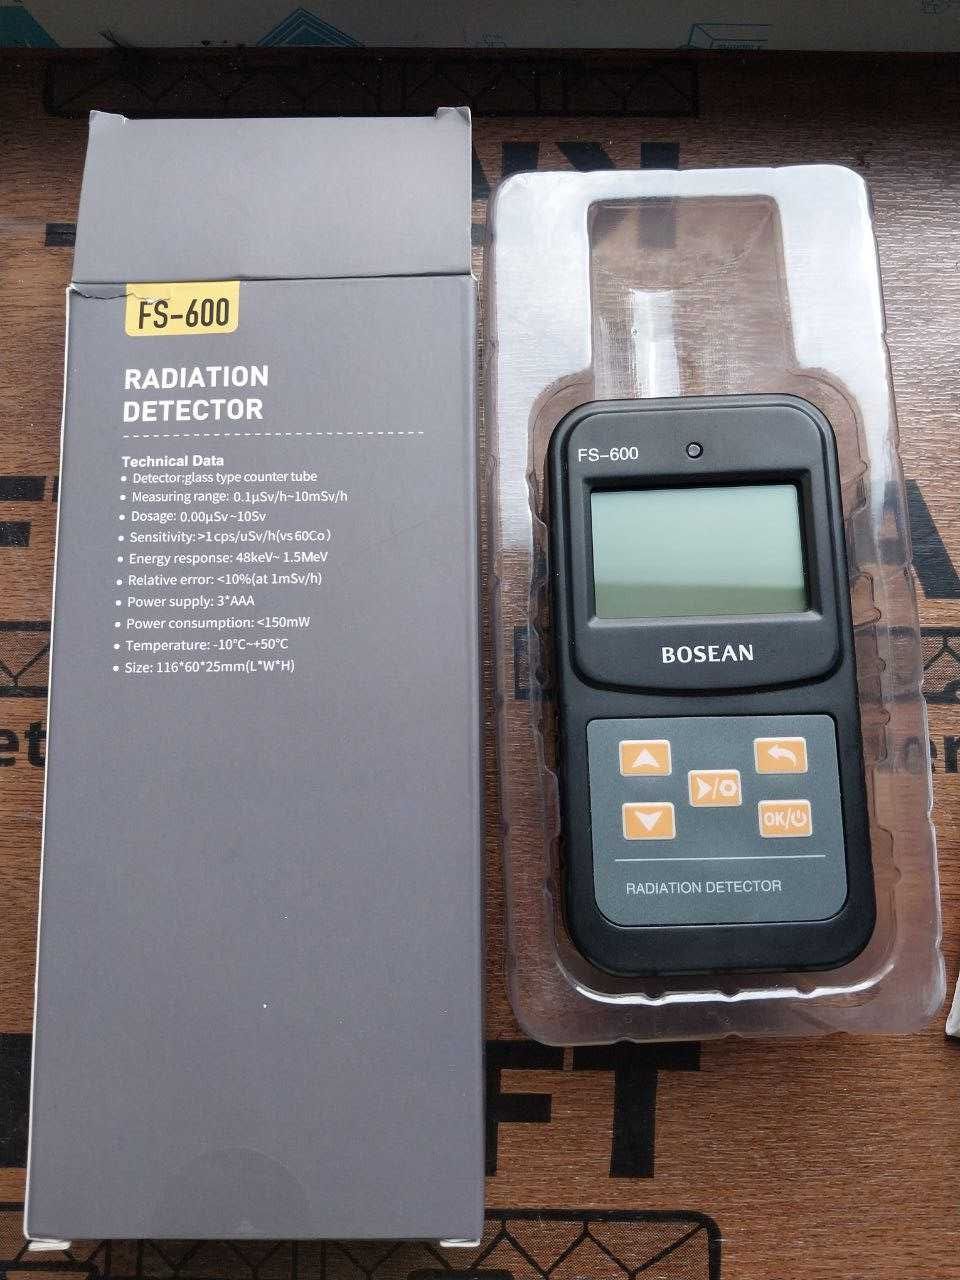 FS-600
RADIATION
DETECTOR
Technical Data
• Detector:glass type counter tube
• Measuring range: 0.1μSv/h~10mSv/h
• Dosage: 0.00μSv~10Sv
• Sensitivity:>1cps/uSv/h(vs60Co)
• Energy response: 48keV~ 1.5MeV
• Relative error: <10%(at 1mSv/h)
• Power supply: 3*AAA
• Power consumption: <150mW
• Temperature: -10°C~+50°C
• Size: 116*60*25mm(L*W*H)
FS-600
BOSEAN
OK/
RADIATION DETECTOR